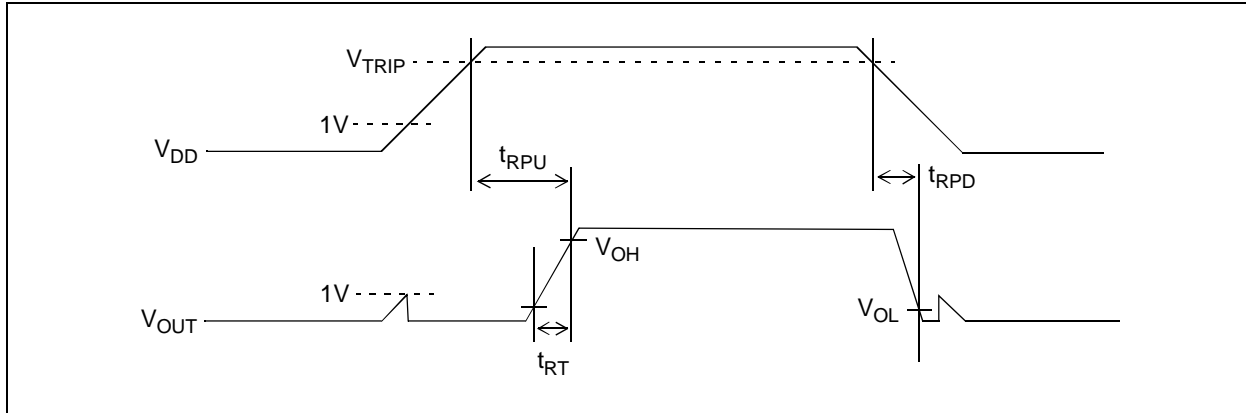 VTRIP
1V
VDD
tRPU
tRPD
VOH
1V
VOUT
VOL
tRT